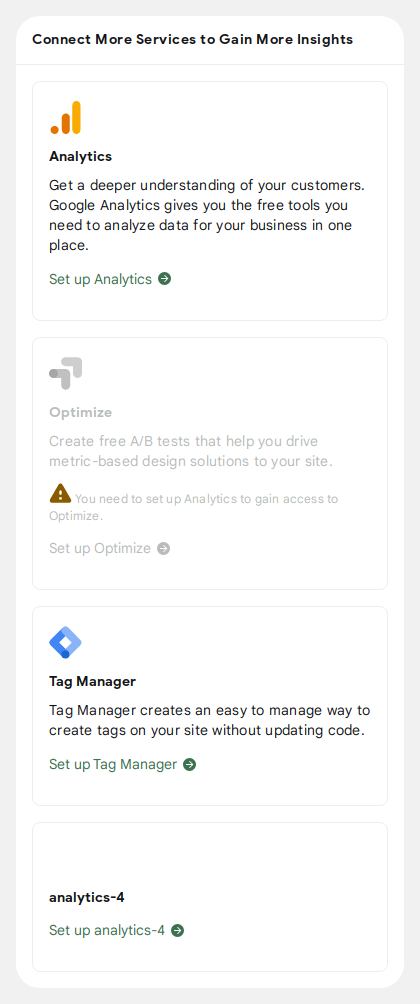 Connect More Services to Gain More Insights
Analytics
Get a deeper understanding of your customers.
Google Analytics gives you the free tools you
need to analyze data for your business in one
place.
Set up Analytics
Optimize
Create free A/B tests that help you drive
metric-based design solutions to your site.
You need to set up Analytics to gain access to
Optimize.
Set up Optimize
Tag Manager
Tag Manager creates an easy to manage way to
create tags on your site without updating code.
Set up Tag Manager
analytics-4
Set up analytics-4